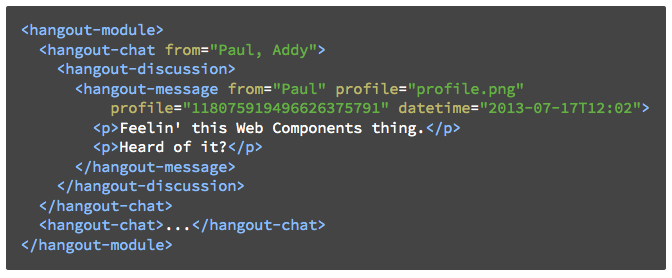 <hangout-module>
  <hangout-chat from="Paul, Addy">
    <hangout-discussion>
      <hangout-message from="Paul" profile="profile.png"
          profile="118075919496626375791" datetime="2013-07-17T12:02">
        <p>Feelin' this Web Components thing.</p>
        <p>Heard of it?</p>
      </hangout-message>
    </hangout-discussion>
  </hangout-chat>
  <hangout-chat>...</hangout-chat>
</hangout-module>